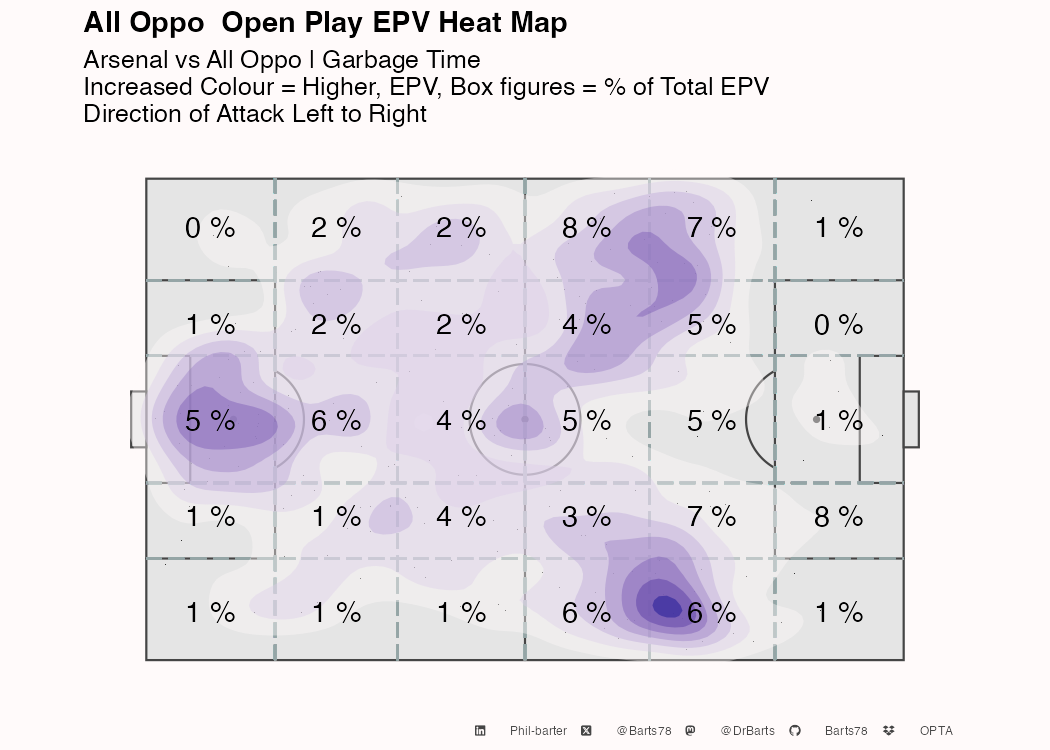 All Oppo  Open Play EPV Heat Map
Arsenal vs All Oppo | Garbage Time
Increased Colour = Higher, EPV, Box figures = % of Total EPV
Direction of Attack Left to Right
0 % 2 % 2 % 8 % 7 % 1 %
1 % 2 % 2 % 4 % 5 % 0 %
5 % 6 % 4 % 5 % 5 % 1 %
1 % 1 % 4 % 3 % 7 % 8 %
1 % 1 % 1 % 6 % 6 % 1 %
Phil-barter @Barts78 @DrBarts Barts78 OPTA